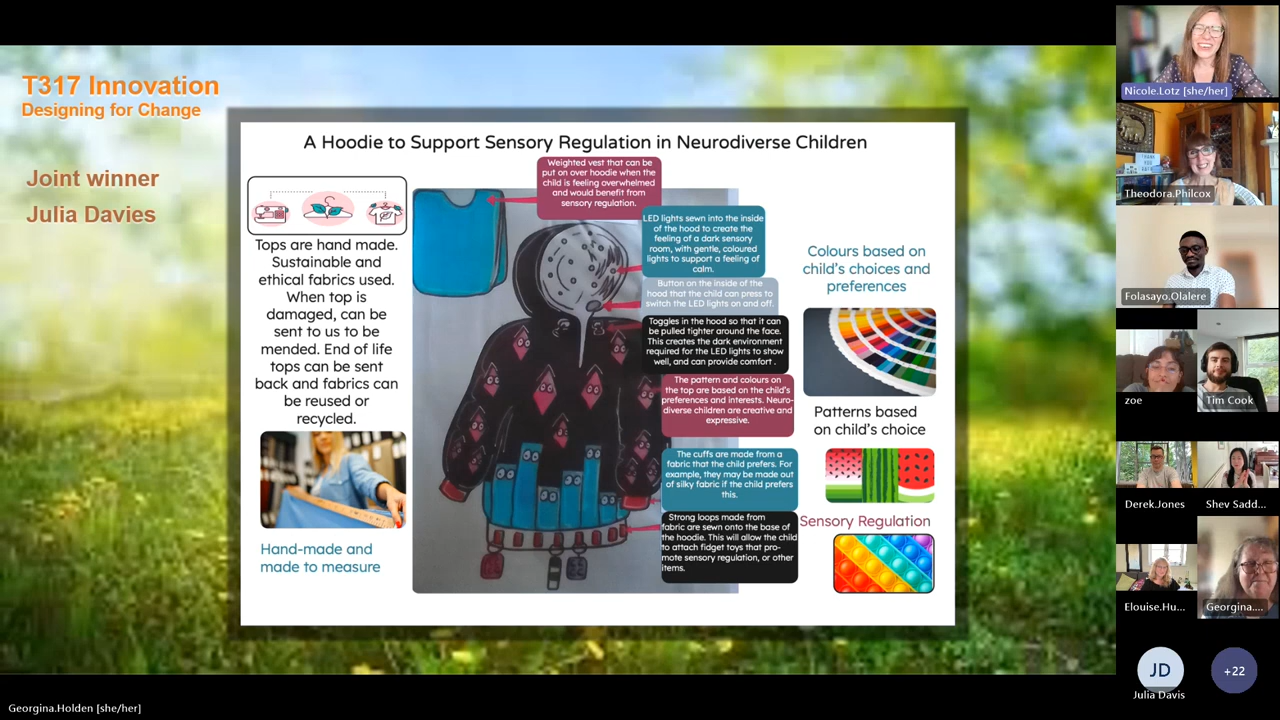 T317 Innovation
Designing for Change
Joint winner
Julia Davies
A Hoodie to Support Sensory Regulation in Neurodiverse Children
Tops are hand made.
Sustainable and
ethical fabrics used.
When top is
damaged, can be
sent to us to be
mended. End of life
tops can be sent
back and fabrics can
be reused or
recycled.
Hand-made and
made to measure
Weighted vest that can be
put on over hoodie when the
child is feeling overwhelmed
and would benefit from
sensory regulation.
LED lights sewn into the inside
of the hood to create the
feeling of a dark sensory
room, with gentle, coloured
lights to support a feeling of
calm.
Button on the inside of the
hood that the child can press to
switch the LED lights on and off.
Toggles in the hood so that it can
be pulled tighter around the face.
This creates the dark environment
required for the LED lights to show
well, and can provide comfort .
The pattern and colours on
the top are based on the child's
preferences and interests. Neuro-
diverse children are creative and
expressive.
The cuffs are made from a
fabric that the child prefers. For
example, they may be made out
of silky fabric if the child prefers
this.
Strong loops made from
fabric are sewn onto the base of
the hoodie. This will allow the child
to attach fidget toys that pro-
mote sensory regulation, or other
items.
Colours based on
child's choices and
preferences
Patterns based
on child's choice
Sensory Regulation
Nicole.Lotz [she/her]
Theodora.Philcox
Folasayo.Olalere
zoe
Tim Cook
Derek.Jones
Shev Sadd...
Elouise.Hu...
Georgina....
JD
Julia Davis
+22
Georgina.Holden [she/her]